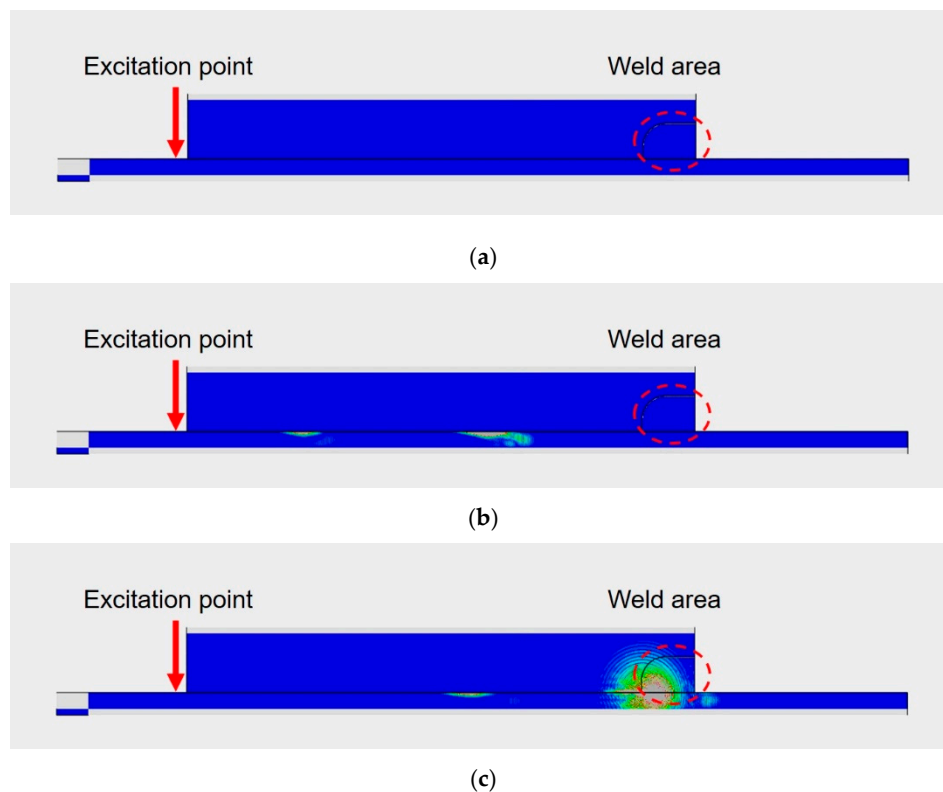 Excitation point Weld area
(a)
Excitation point Weld area
(b)
Excitation point Weld area
(c)